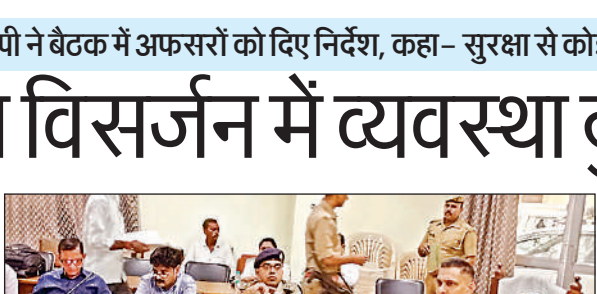 पी ने बैठक में अफसरों को दिए निर्देश, कहा– सुरक्षा से
विसर्जन में व्यवस्था